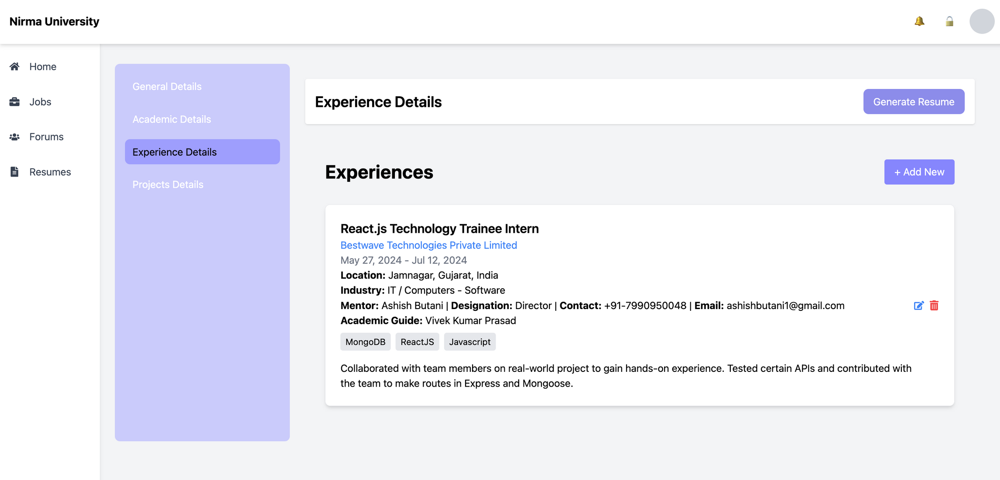 Nirma University
Home
Jobs
Forums
Resumes
General Details
Academic Details
Experience Details
Projects Details
Experience Details
Generate Resume
Experiences
+ Add New
React.js Technology Trainee Intern
Bestwave Technologies Private Limited
May 27, 2024 - Jul 12, 2024
Location: Jamnagar, Gujarat, India
Industry: IT / Computers - Software
Mentor: Ashish Butani | Designation: Director | Contact: +91-7990950048 | Email: ashishbutani1@gmail.com
Academic Guide: Vivek Kumar Prasad
MongoDB ReactJS Javascript
Collaborated with team members on real-world project to gain hands-on experience. Tested certain APIs and contributed with
the team to make routes in Express and Mongoose.